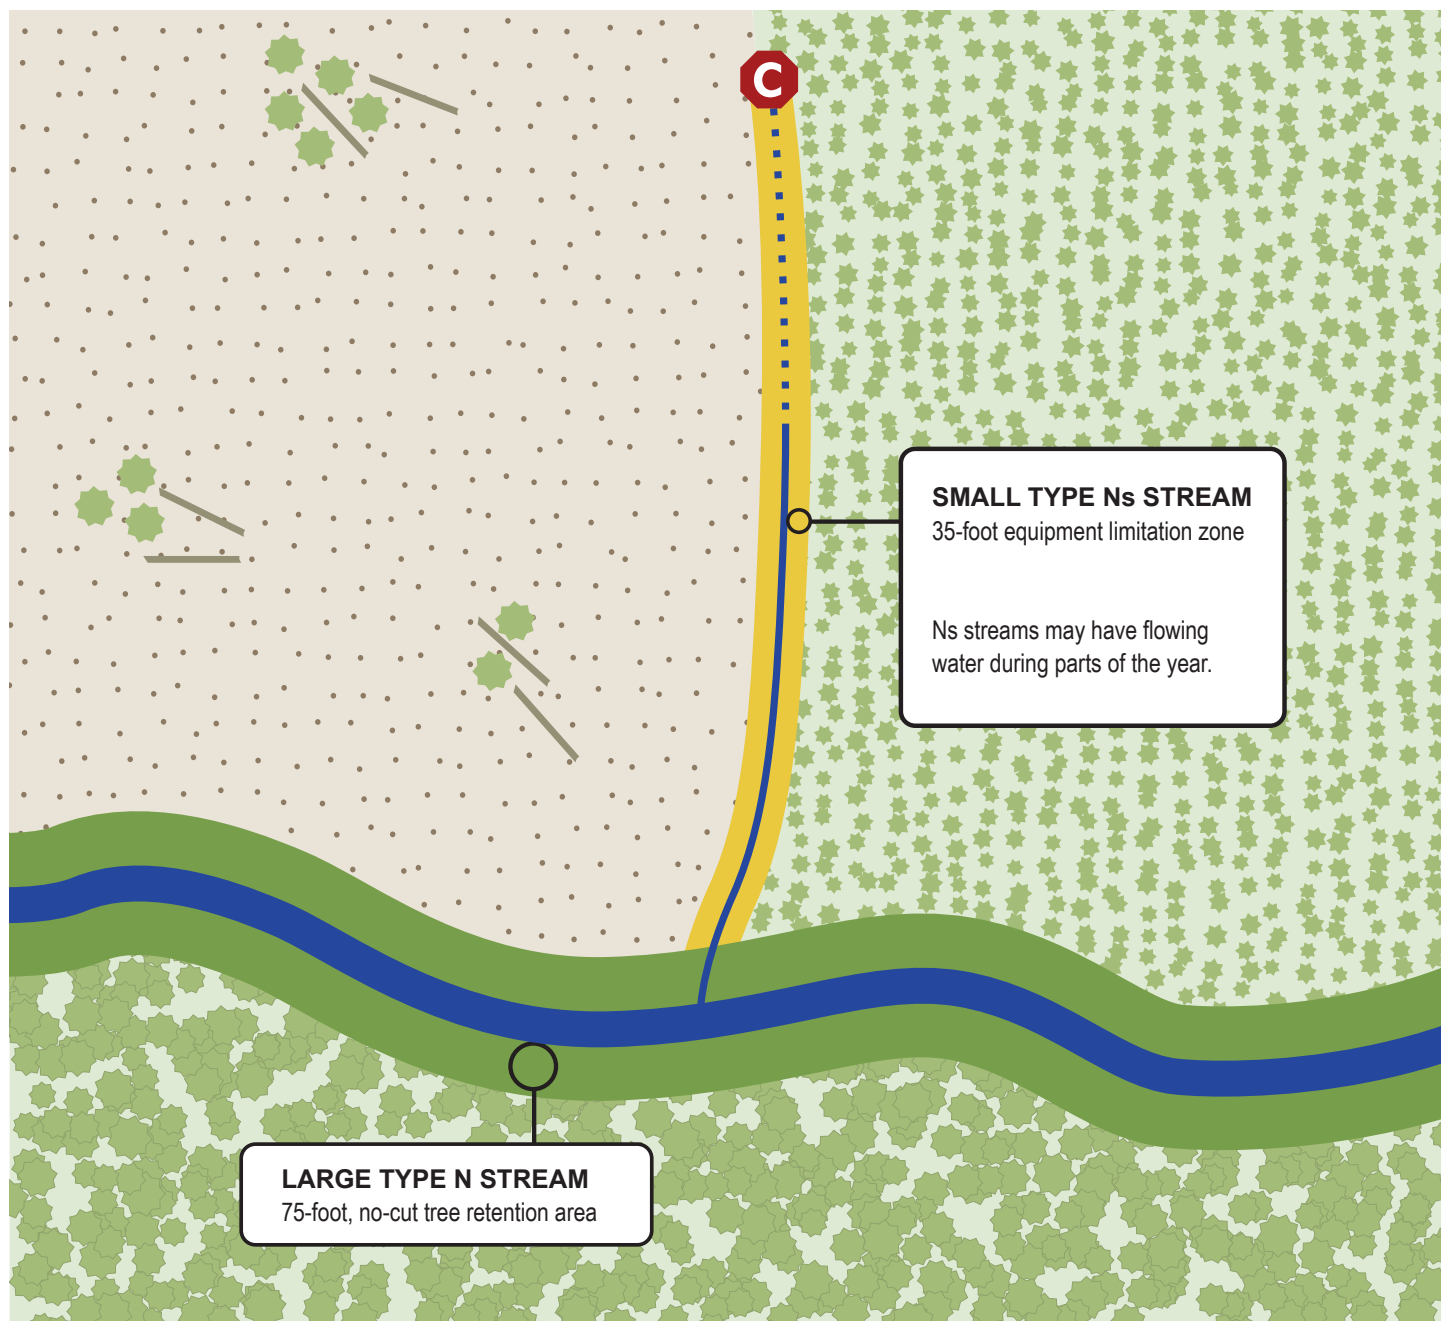 C
SMALL TYPE Ns STREAM
35-foot equipment limitation zone
Ns streams may have flowing
water during parts of the year.
LARGE TYPE N STREAM
75-foot, no-cut tree retention area